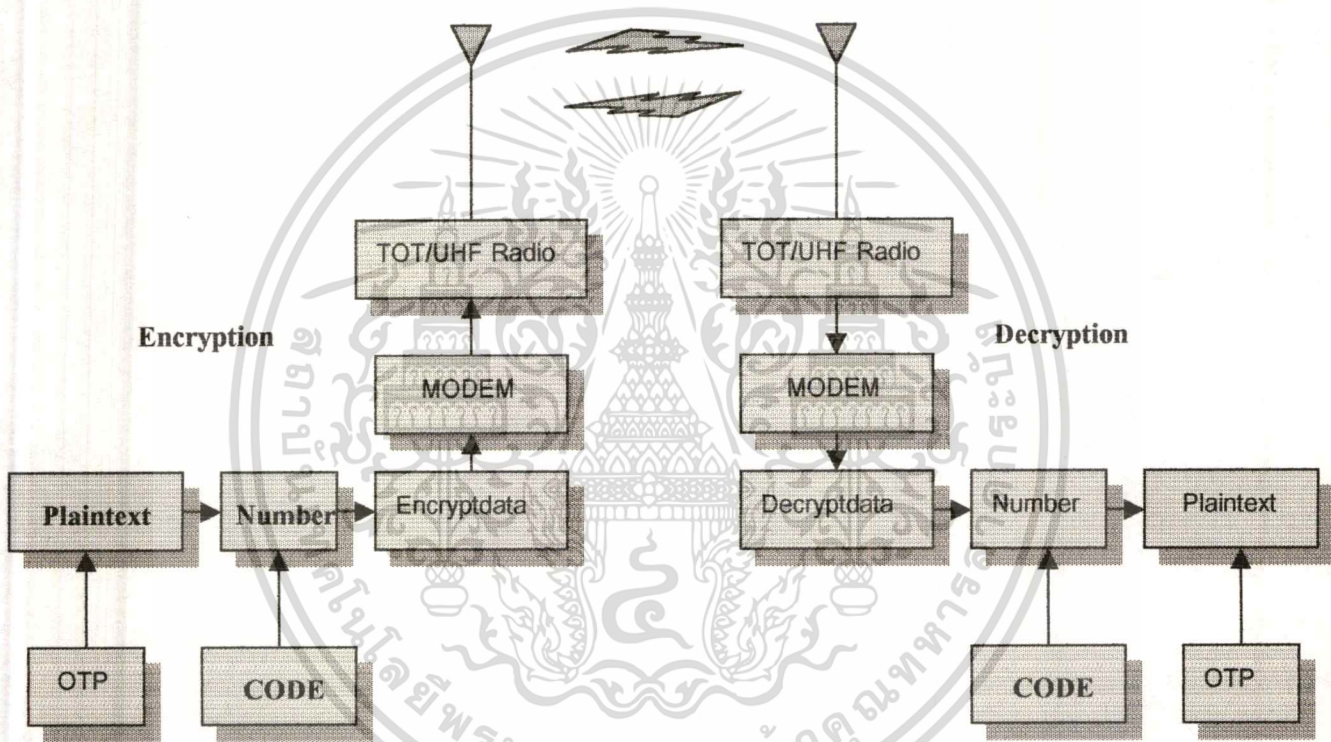 TOT/UHF Radio
TOT/UHF Radio
Encryption
Decryption
MODEM
MODEM
Plaintext
Number
Encryptdata
Decryptdata
Number
Plaintext
OTP
CODE
CODE
OTP